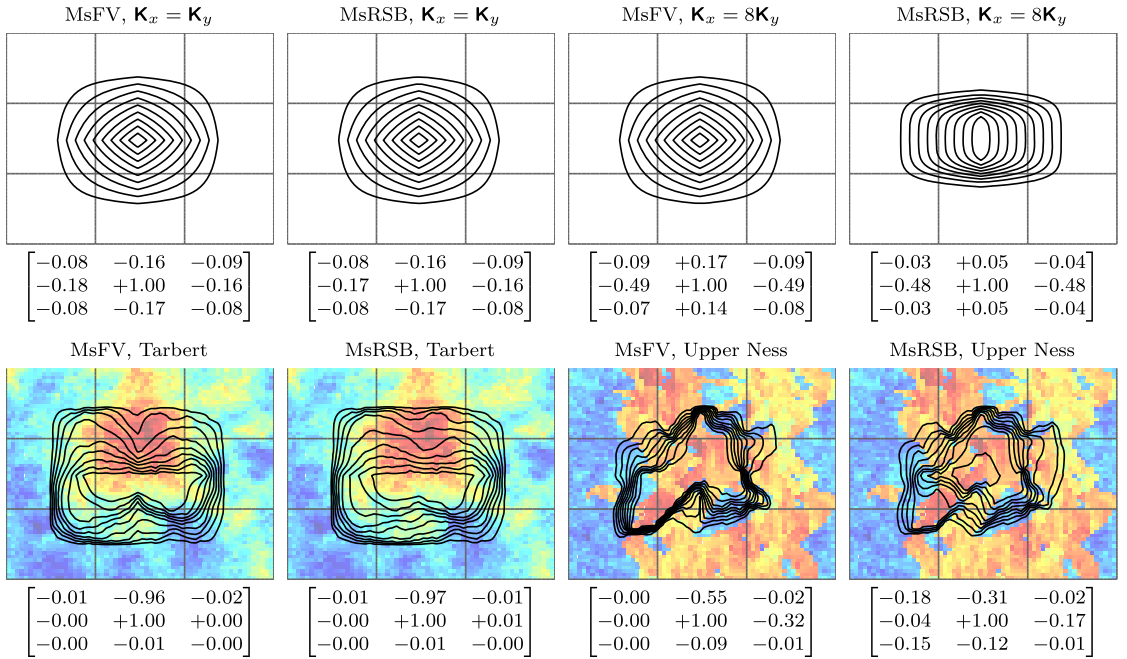 MsFV, 𝗞ₓ = 𝗞ᵧ MsRSB, 𝗞ₓ = 𝗞ᵧ MsFV, 𝗞ₓ = 8𝗞ᵧ MsRSB, 𝗞ₓ = 8𝗞ᵧ
−0.08 −0.16 −0.09 −0.08 −0.16 −0.09 −0.09 +0.17 −0.09 −0.03 +0.05 −0.04
−0.18 +1.00 −0.16 −0.17 +1.00 −0.16 −0.49 +1.00 −0.49 −0.48 +1.00 −0.48
−0.08 −0.17 −0.08 −0.08 −0.17 −0.08 −0.07 +0.14 −0.08 −0.03 +0.05 −0.04
MsFV, Tarbert MsRSB, Tarbert MsFV, Upper Ness MsRSB, Upper Ness
−0.01 −0.96 −0.02 −0.01 −0.97 −0.01 −0.00 −0.55 −0.02 −0.18 −0.31 −0.02
−0.00 +1.00 +0.00 −0.00 +1.00 +0.01 −0.00 +1.00 −0.32 −0.04 +1.00 −0.17
−0.00 −0.01 −0.00 −0.00 −0.01 −0.00 −0.00 −0.09 −0.01 −0.15 −0.12 −0.01